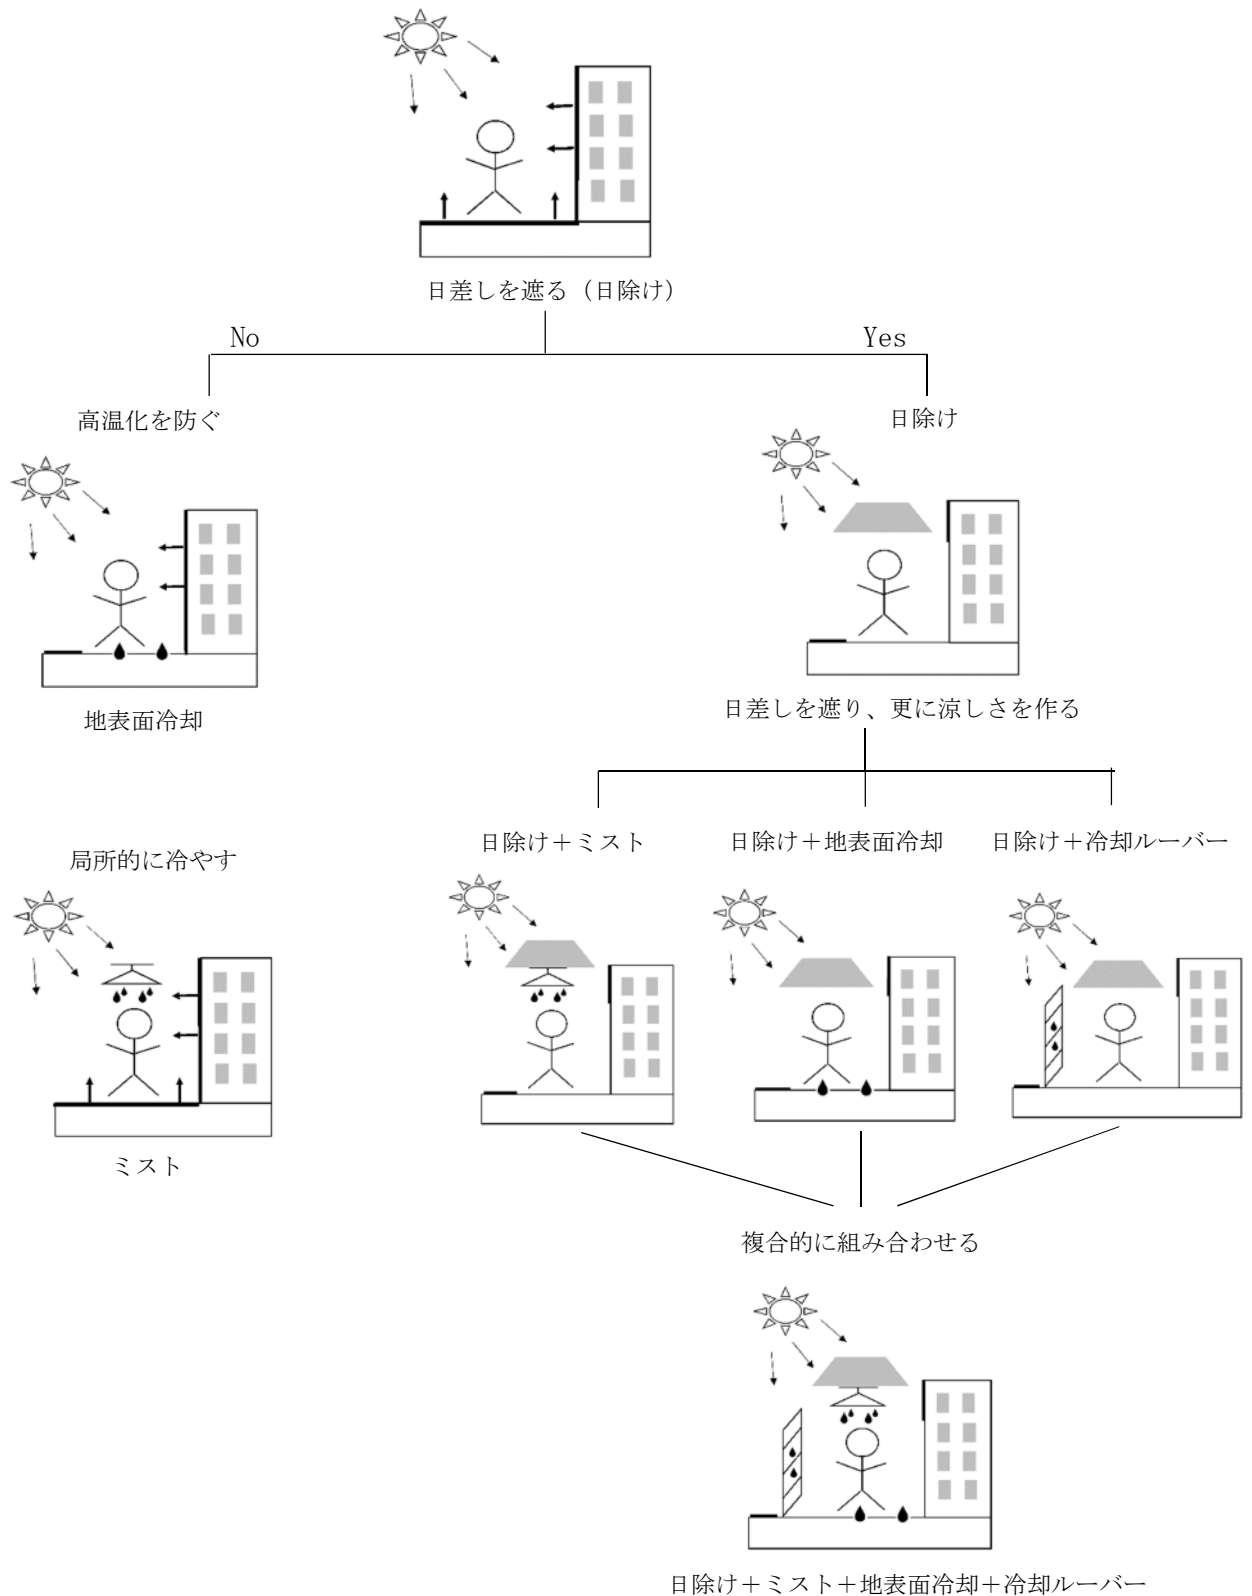 日差しを遮る（日除け）
No
Yes
高温化を防ぐ
日除け
地表面冷却
日差しを遮り、更に涼しさを作る
日除け＋ミスト
日除け＋地表面冷却
日除け＋冷却ルーバー
局所的に冷やす
ミスト
複合的に組み合わせる
日除け＋ミスト＋地表面冷却＋冷却ルーバー